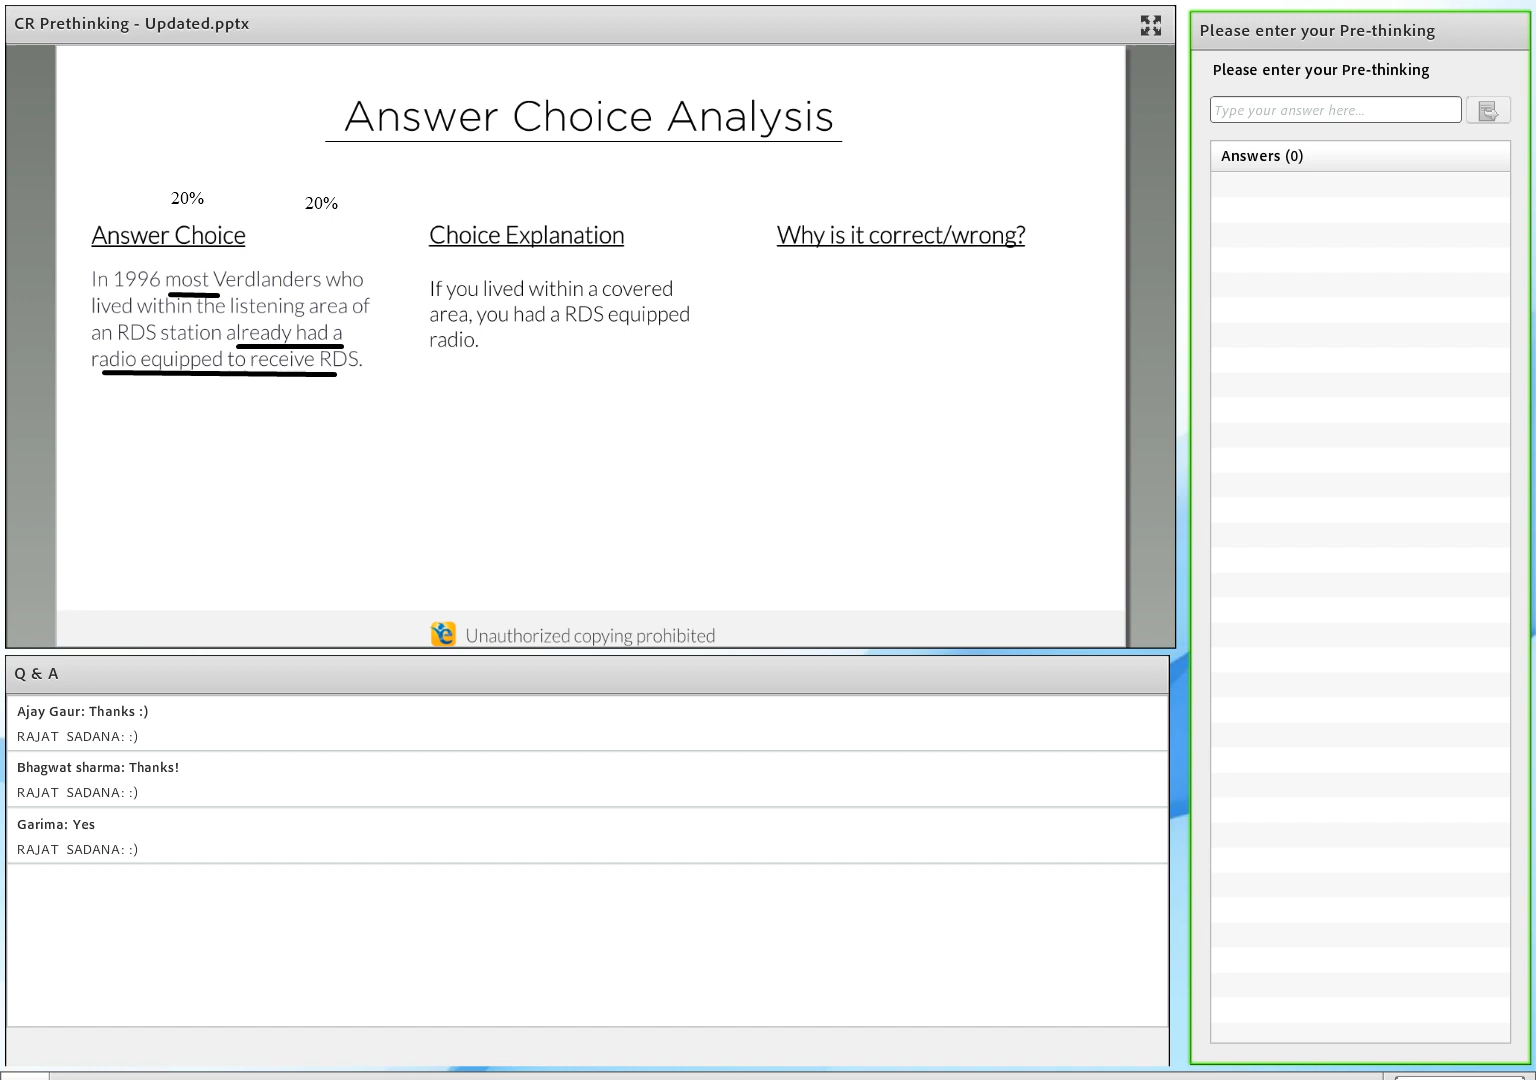 CR Prethinking - Updated.pptx
Answer Choice Analysis
20%
20%
Answer Choice
In 1996 most Verdlanders who
lived within the listening area of
an RDS station already had a
radio equipped to receive RDS.
Choice Explanation
If you lived within a covered
area, you had a RDS equipped
radio.
Why is it correct/wrong?
Unauthorized copying prohibited
Q & A
Ajay Gaur: Thanks :)
RAJAT SADANA: :)
Bhagwat sharma: Thanks!
RAJAT SADANA: :)
Garima: Yes
RAJAT SADANA: :)
Please enter your Pre-thinking
Please enter your Pre-thinking
Type your answer here...
Answers (0)